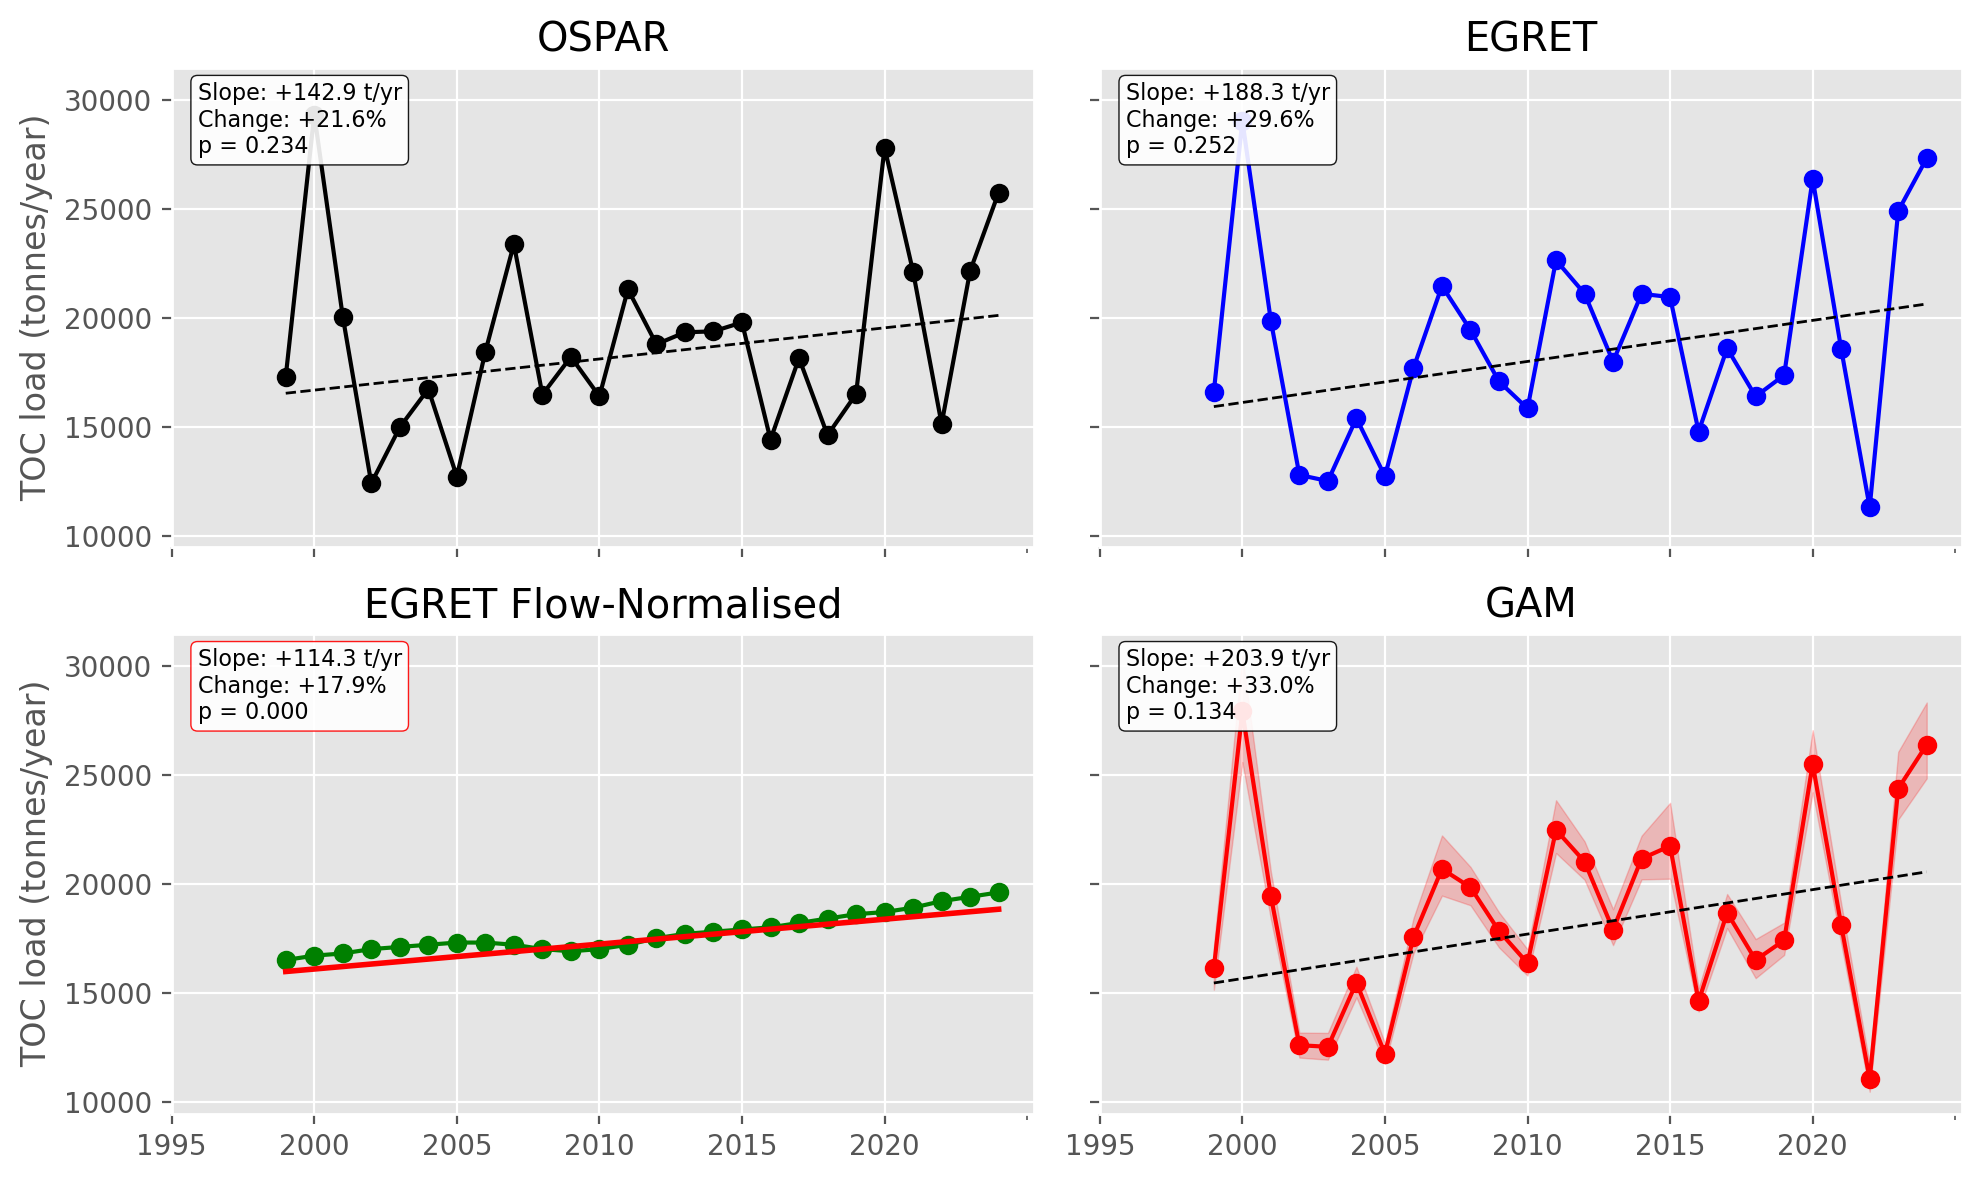 OSPAR
TOC load (tonnes/year)
30000
25000
20000
15000
10000
Slope: +142.9 t/yr
Change: +21.6%
p = 0.234
EGRET
Slope: +188.3 t/yr
Change: +29.6%
p = 0.252
EGRET Flow-Normalised
TOC load (tonnes/year)
30000
25000
20000
15000
10000
Slope: +114.3 t/yr
Change: +17.9%
p = 0.000
1995 2000 2005 2010 2015 2020
GAM
Slope: +203.9 t/yr
Change: +33.0%
p = 0.134
1995 2000 2005 2010 2015 2020